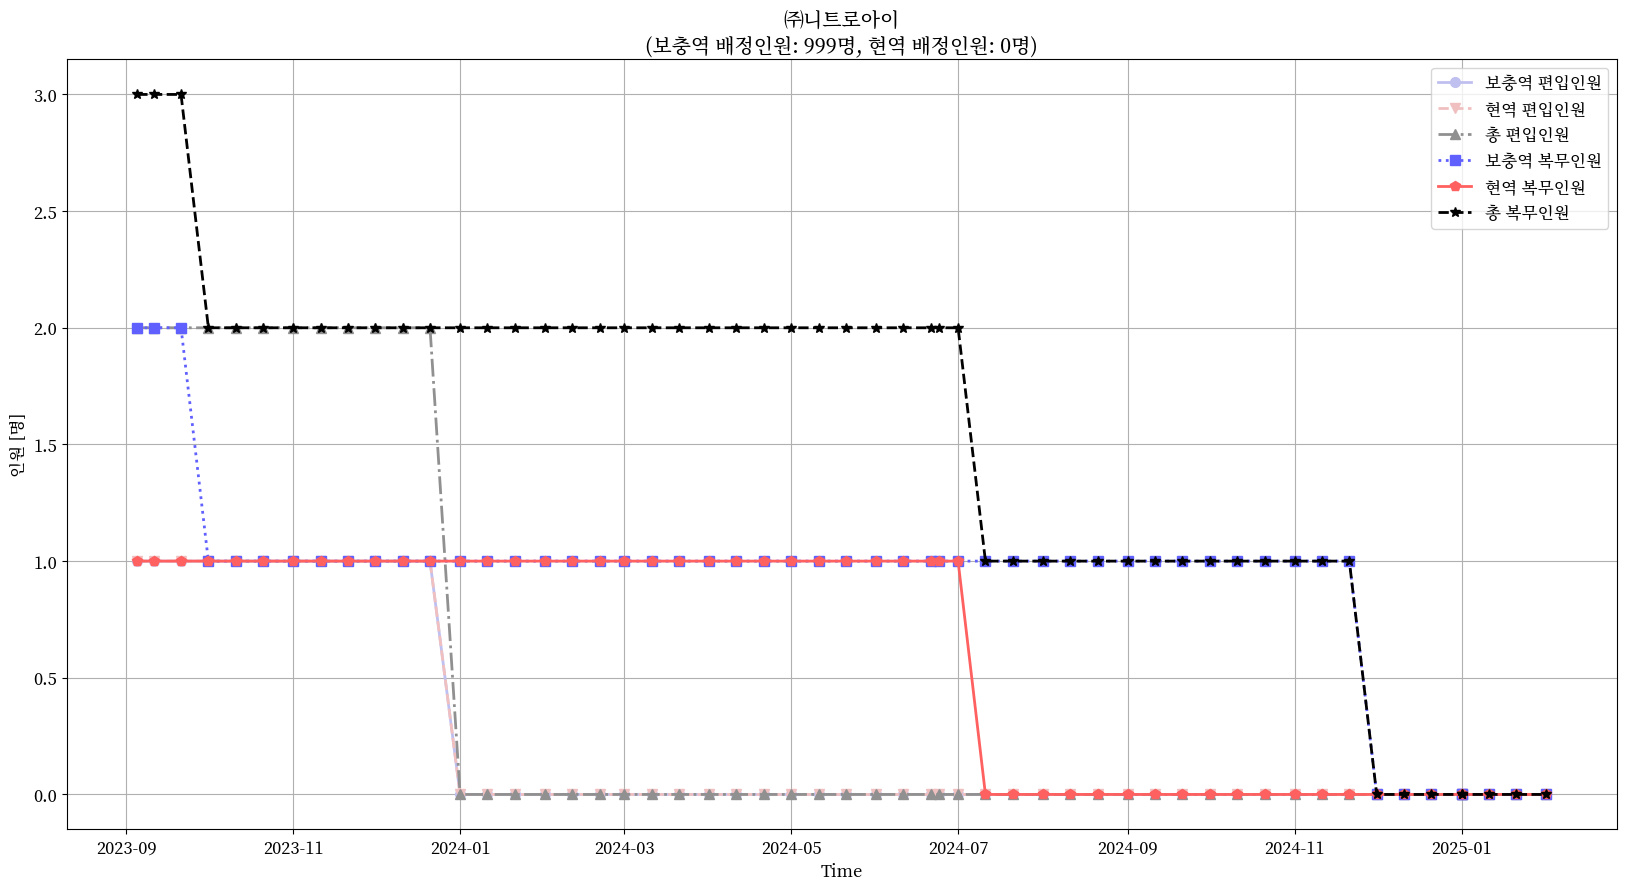 ㈜니트로아이
(보충역 배정인원: 999명, 현역 배정인원: 0명)
보충역 편입인원
현역 편입인원
총 편입인원
보충역 복무인원
현역 복무인원
총 복무인원
인원 [명]
3.0
2.5
2.0
1.5
1.0
0.5
0.0
2023-09
2023-11
2024-01
2024-03
2024-05
2024-07
2024-09
2024-11
2025-01
Time